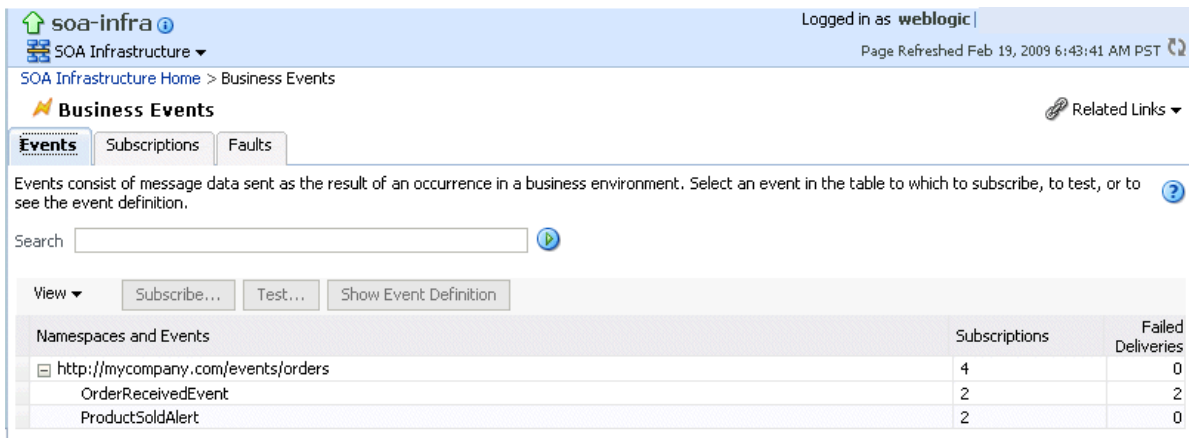 soa-infra
Logged in as weblogic|
SOA Infrastructure
Page Refreshed Feb 19, 2009 6:43:41 AM PST
SOA Infrastructure Home > Business Events
Business Events
Related Links
Events Subscriptions Faults
Events consist of message data sent as the result of an occurrence in a business environment. Select an event in the table to which to subscribe, to test, or to
see the event definition.
Search
View Subscribe... Test... Show Event Definition
Namespaces and Events Subscriptions Failed
Deliveries
http://mycompany.com/events/orders 4 0
OrderReceivedEvent 2 2
ProductSoldAlert 2 0